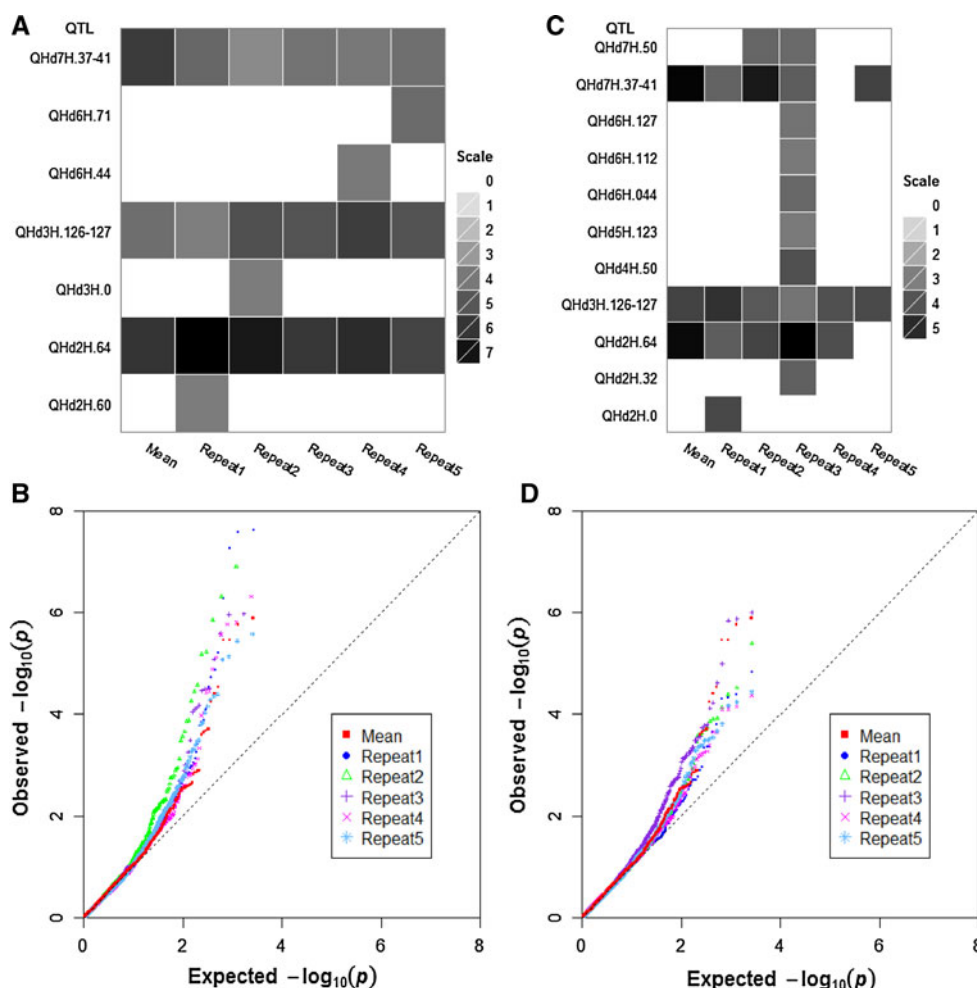 A
QTL
QHd7H.37-41
QHd6H.71
QHd6H.44
QHd3H.126-127
QHd3H.0
QHd2H.64
QHd2H.60
Mean
Repeat1
Repeat2
Repeat3
Repeat4
Repeat5
Scale
0
1
2
3
4
5
6
7
C
QTL
QHd7H.50
QHd7H.37-41
QHd6H.127
QHd6H.112
QHd6H.044
QHd5H.123
QHd4H.50
QHd3H.126-127
QHd2H.64
QHd2H.32
QHd2H.0
Mean
Repeat1
Repeat2
Repeat3
Repeat4
Repeat5
Scale
0
1
2
3
4
5
B
8
6
4
2
0
Observed −log10(p)
0 2 4 6 8
Expected −log10(p)
Mean
Repeat1
Repeat2
Repeat3
Repeat4
Repeat5
D
8
6
4
2
0
Observed −log10(p)
0 2 4 6 8
Expected −log10(p)
Mean
Repeat1
Repeat2
Repeat3
Repeat4
Repeat5